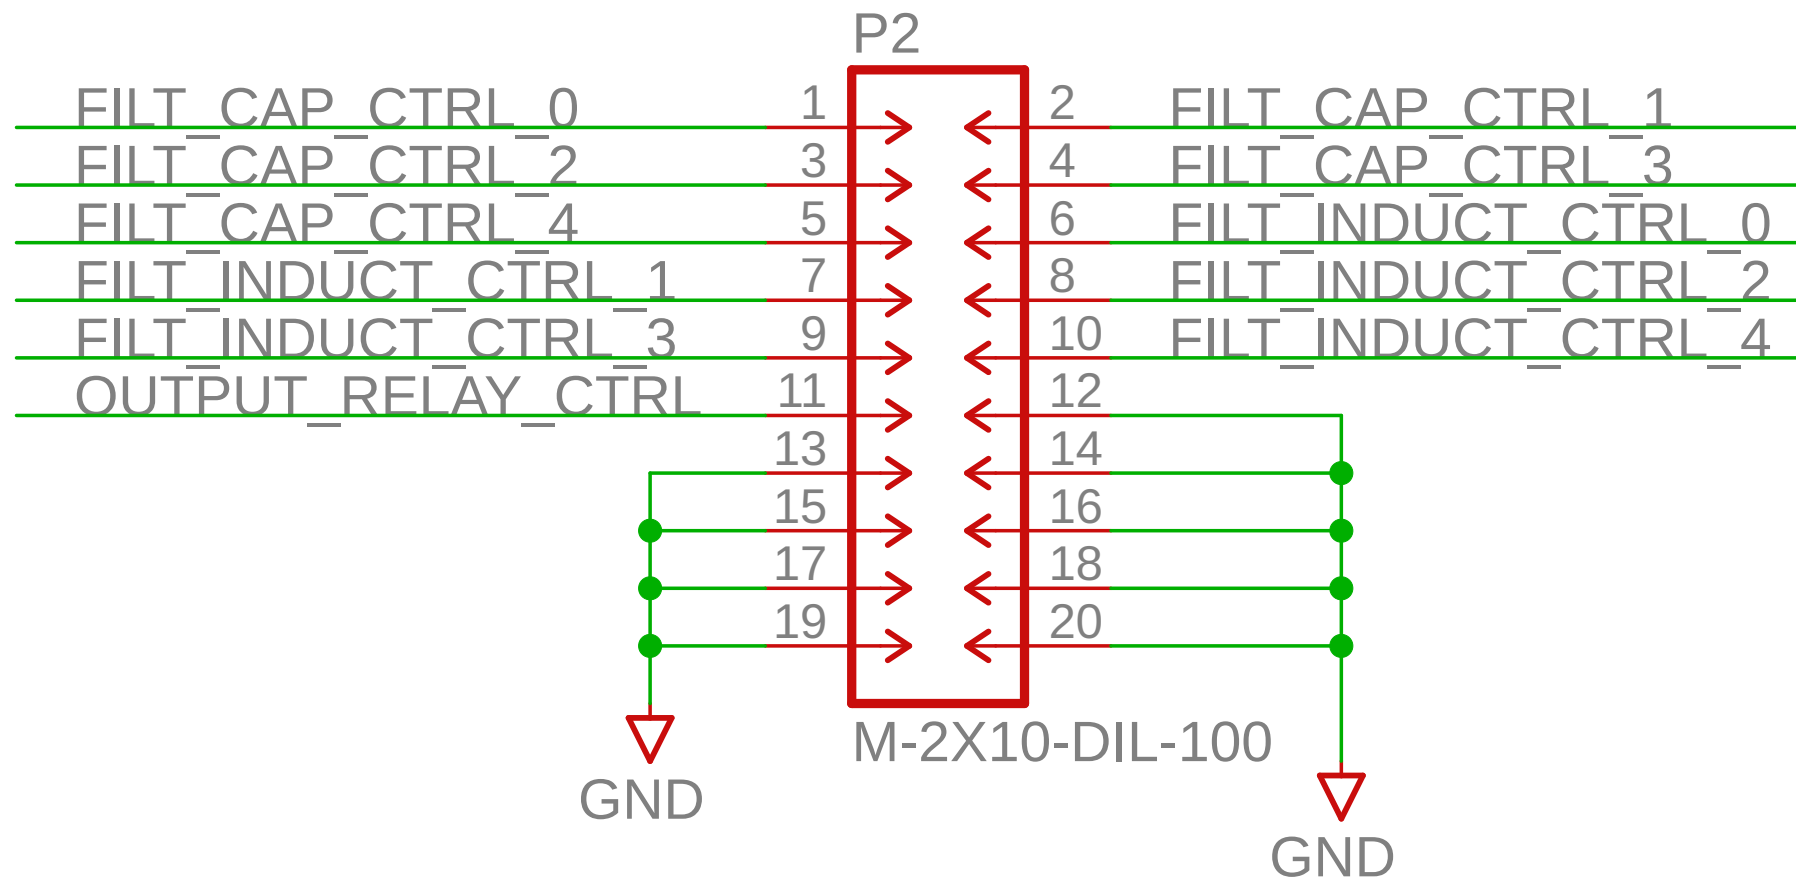 P2
FILT_CAP_CTRL_0 1 2 FILT_CAP_CTRL_1
FILT_CAP_CTRL_2 3 4 FILT_CAP_CTRL_3
FILT_CAP_CTRL_4 5 6 FILT_INDUCT_CTRL_0
FILT_INDUCT_CTRL_1 7 8 FILT_INDUCT_CTRL_2
FILT_INDUCT_CTRL_3 9 10 FILT_INDUCT_CTRL_4
OUTPUT_RELAY_CTRL 11 12
13 14
15 16
17 18
19 20
M-2X10-DIL-100
GND
GND